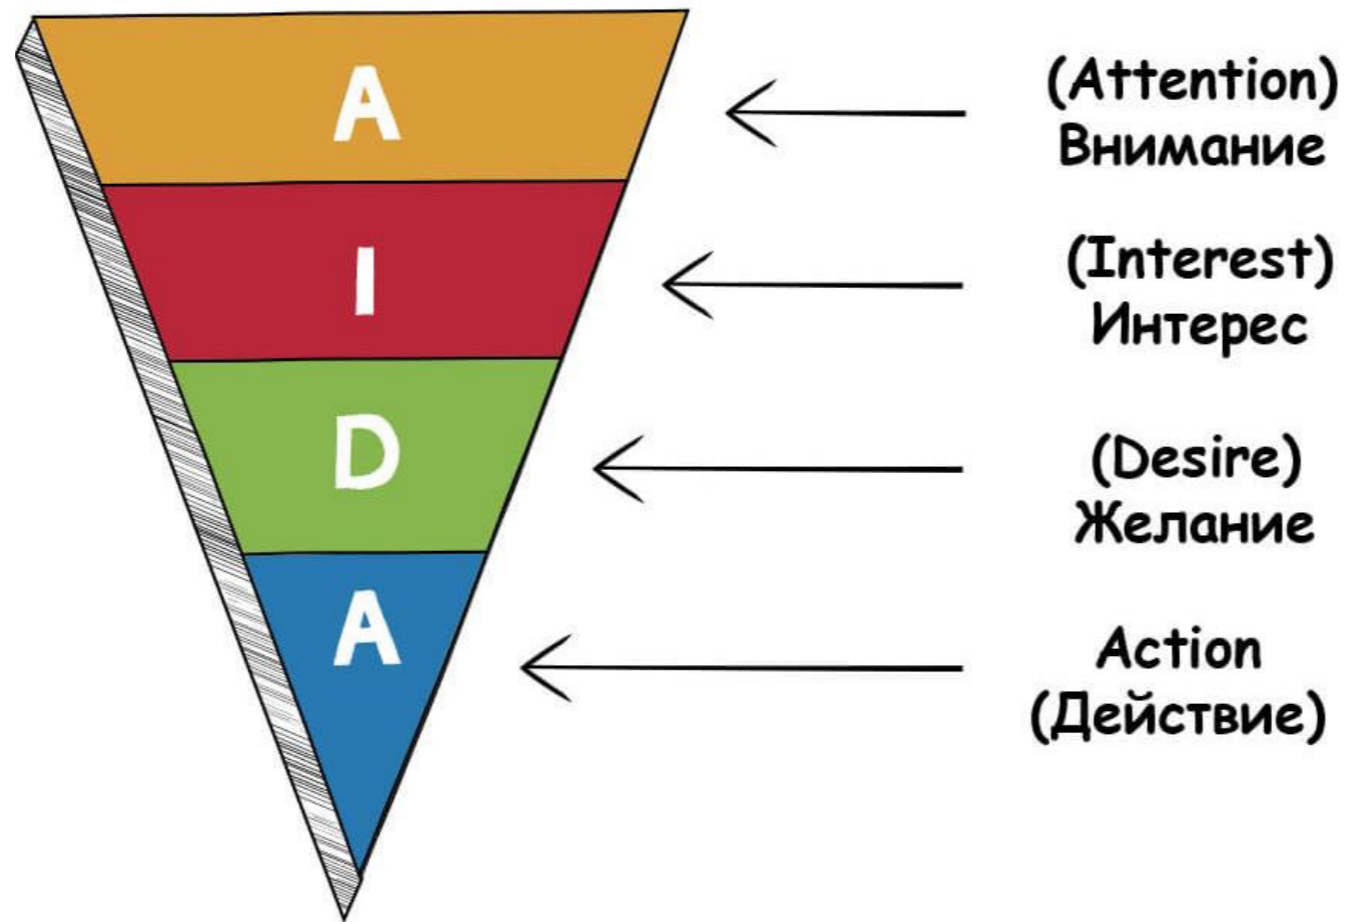 A
(Attention)
Внимание
I
(Interest)
Интерес
D
(Desire)
Желание
A
Action
(Действие)